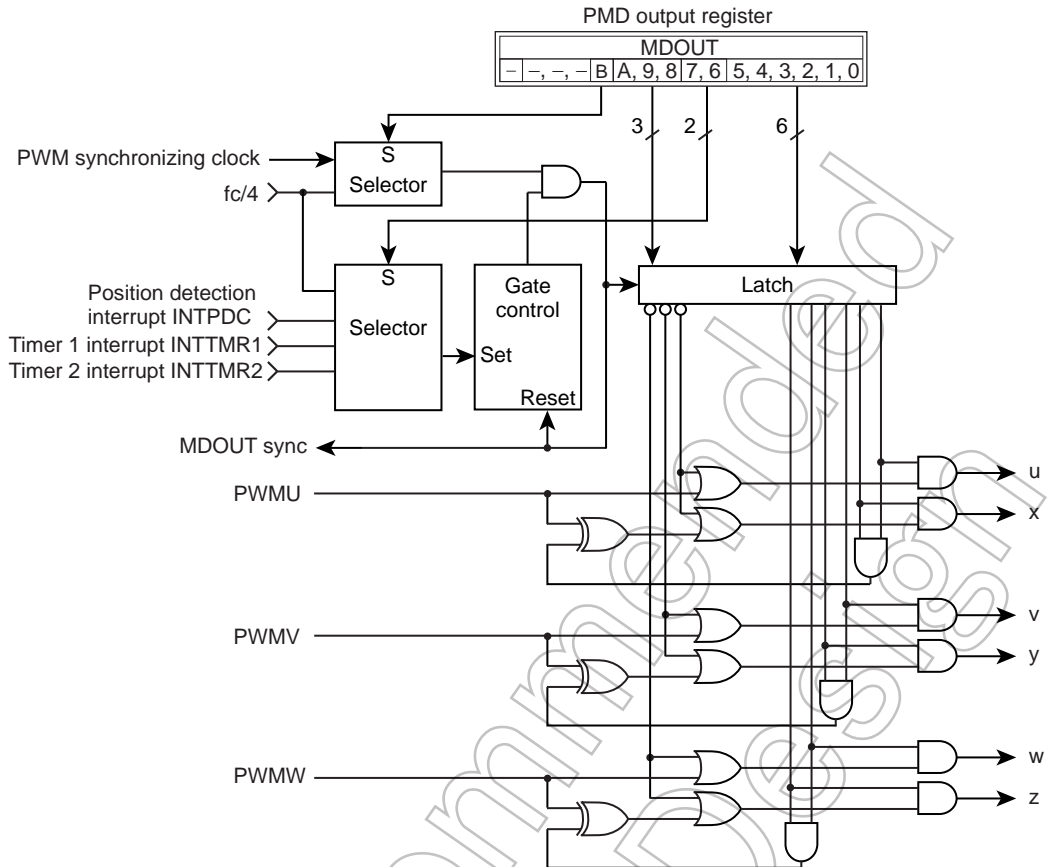 PMD output register
MDOUT
– –, –, – B A, 9, 8 7, 6 5, 4, 3, 2, 1, 0
3 2 6
PWM synchronizing clock
S
Selector
fc/4
S
Selector
Gate
control
Set
Reset
Latch
Position detection
interrupt INTPDC
Timer 1 interrupt INTTMR1
Timer 2 interrupt INTTMR2
MDOUT sync
PWMU
u
x
PWMV
v
y
PWMW
w
z
ommended
Design